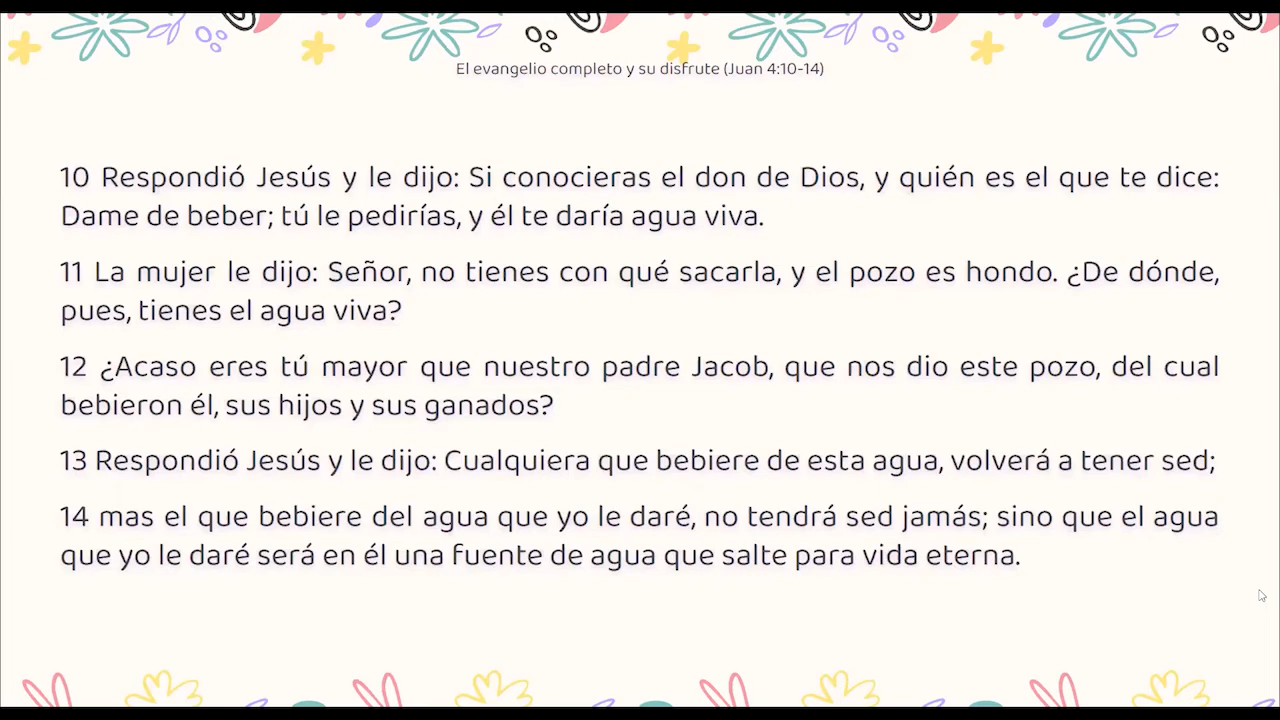 El evangelio completo y su disfrute (Juan 4:10-14)
10 Respondió Jesús y le dijo: Si conocieras el don de Dios, y quién es el que te dice:
Dame de beber; tú le pedirías, y él te daría agua viva.
11 La mujer le dijo: Señor, no tienes con qué sacarla, y el pozo es hondo. ¿De dónde,
pues, tienes el agua viva?
12 ¿Acaso eres tú mayor que nuestro padre Jacob, que nos dio este pozo, del cual
bebieron él, sus hijos y sus ganados?
13 Respondió Jesús y le dijo: Cualquiera que bebiere de esta agua, volverá a tener sed;
14 mas el que bebiere del agua que yo le daré, no tendrá sed jamás; sino que el agua
que yo le daré será en él una fuente de agua que salte para vida eterna.